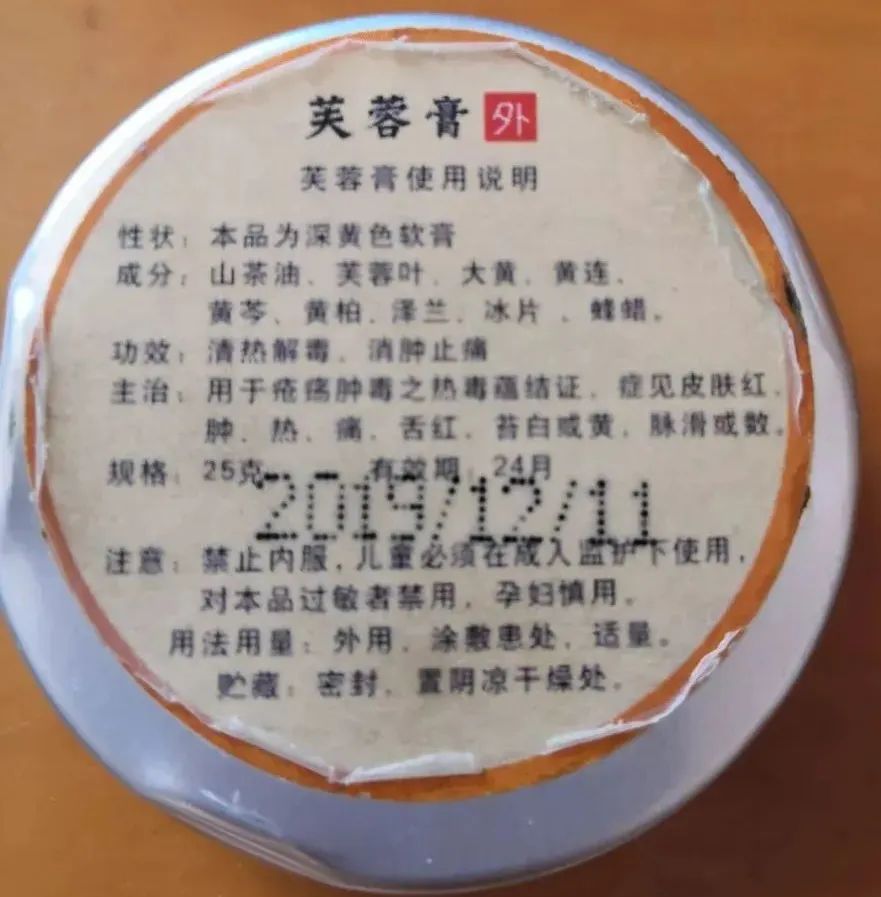 芙蓉膏 外
芙蓉膏使用说明
性状：本品为深黄色软膏
成分：山茶油、芙蓉叶、大黄、黄连、
黄芩、黄柏、泽兰、冰片、蜂蜡。
功效：清热解毒、消肿止痛
主治：用于疮疡肿毒之热毒蕴结证，症见皮肤红、
肿、热、痛、舌红、苔白或黄，脉滑或数。
规格：25克 有效期：24月
2019/12/11
注意：禁止内服，儿童必须在成人监护下使用，
对本品过敏者禁用，孕妇慎用。
用法用量：外用，涂敷患处，适量。
贮藏：密封，置阴凉干燥处。